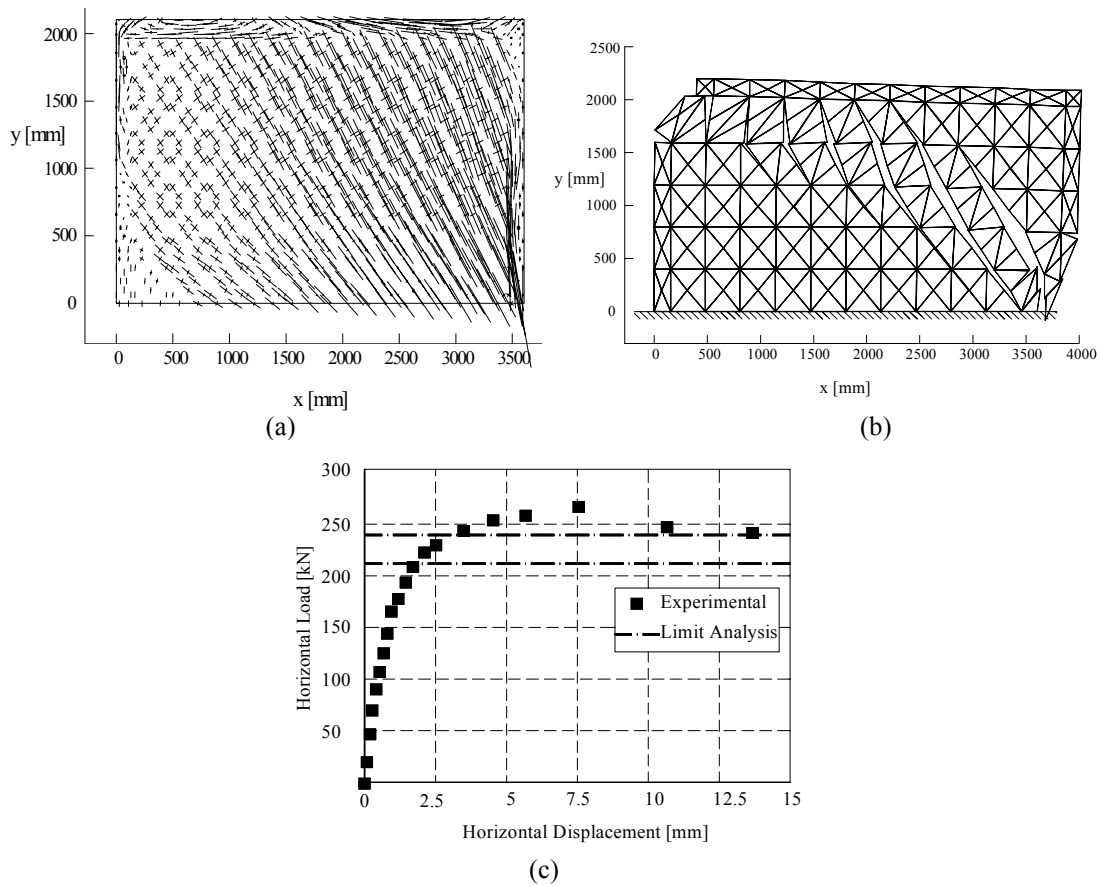 2000
1500
y [mm]
1000
500
0
0 500 1000 1500 2000 2500 3000 3500
x [mm]
(a)
2500
2000
1500
y [mm]
1000
500
0
0 500 1000 1500 2000 2500 3000 3500 4000
x [mm]
(b)
300
250
200
150
100
50
Horizontal Load [kN]
Experimental
Limit Analysis
0 2.5 5 7.5 10 12.5 15
Horizontal Displacement [mm]
(c)